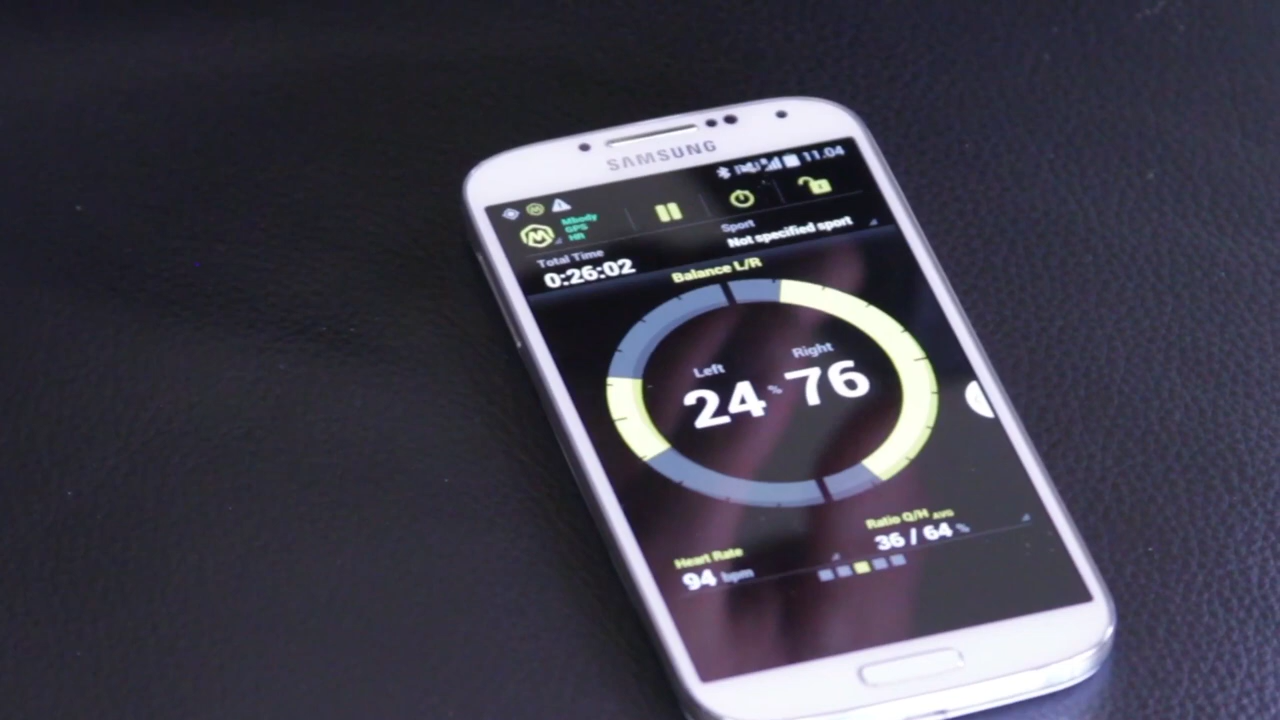 SAMSUNG
11.04
Mbody
GPS
HR
Sport
Not specified sport
Total Time
0:26:02
Balance L/R
Left
Right
24 % 76
Heart Rate
94 bpm
Ratio Q/H AVG
36 / 64 %